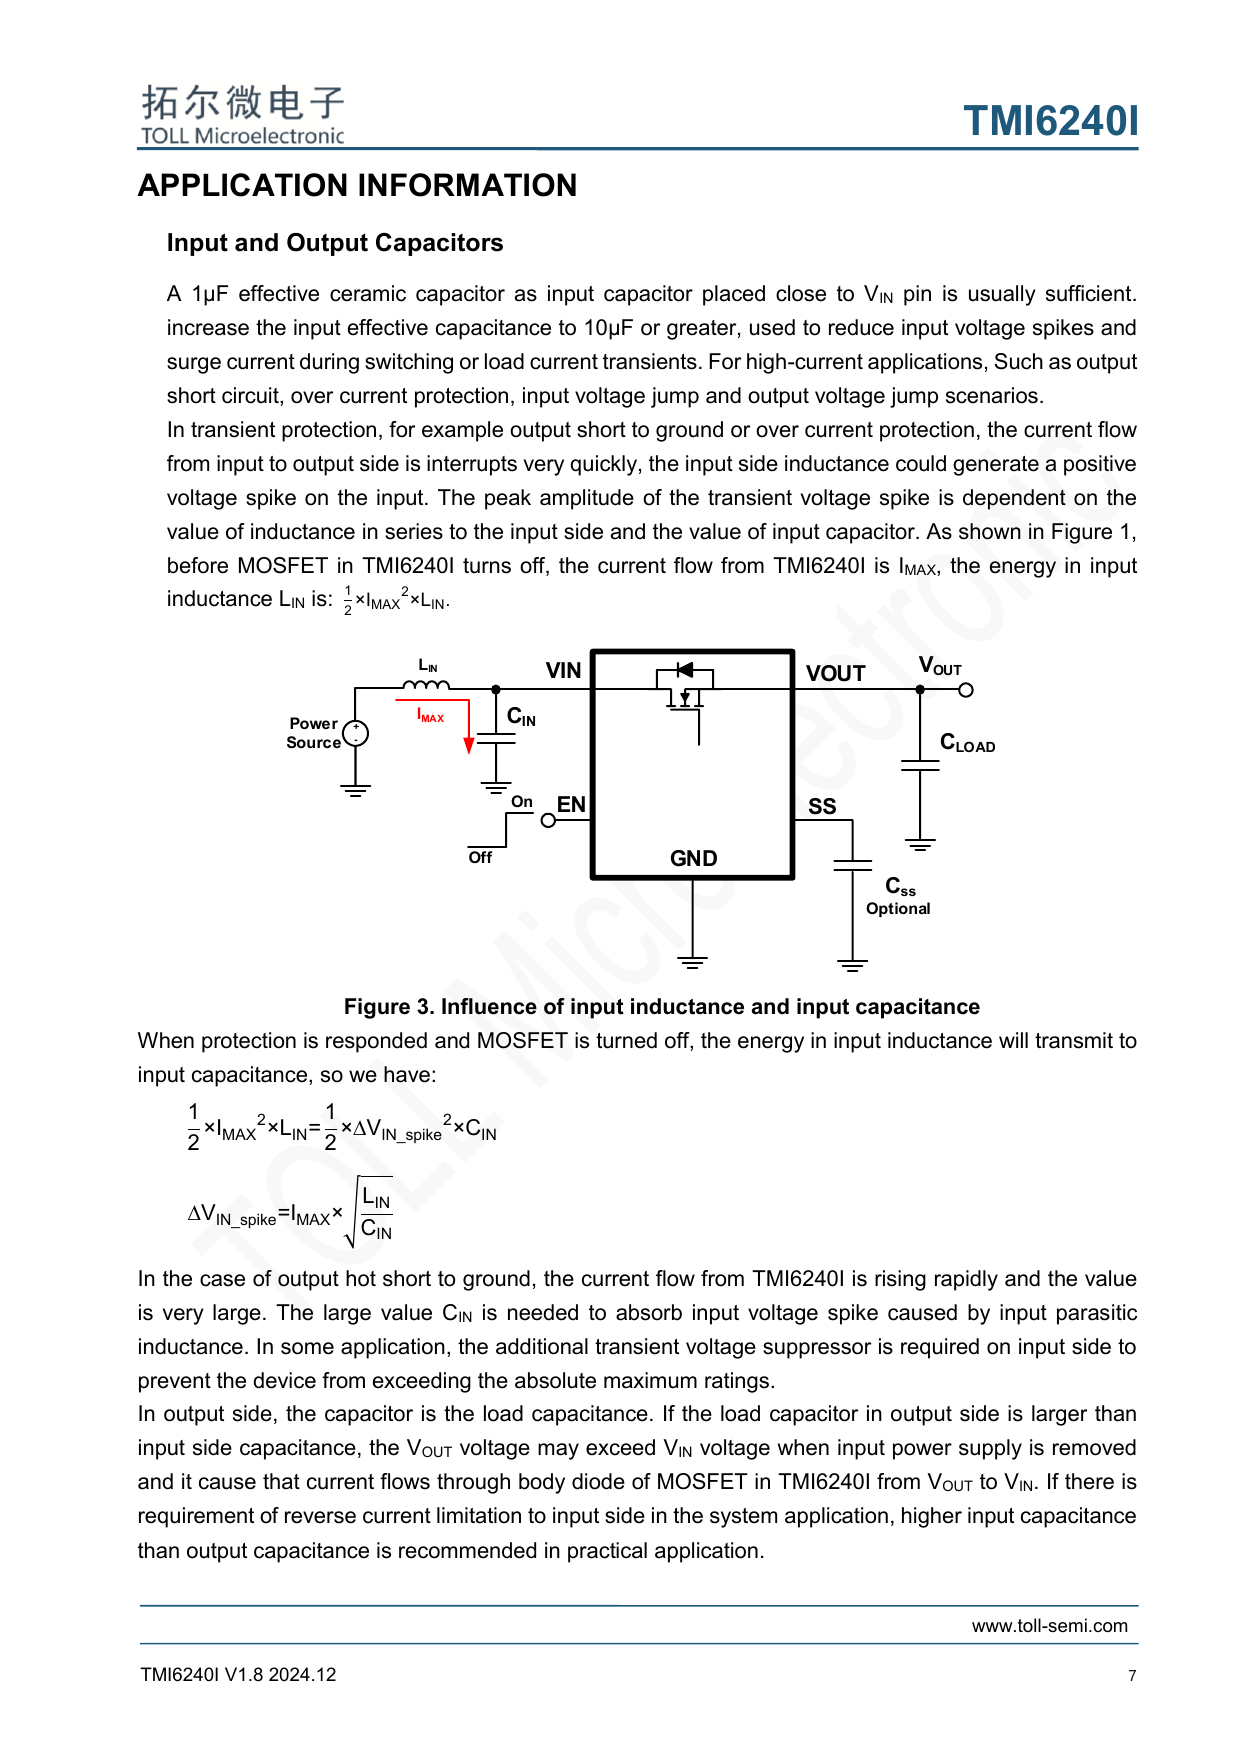 拓尔微电子
TOLL Microelectronic
TMI6240I
APPLICATION INFORMATION
Input and Output Capacitors
A 1μF effective ceramic capacitor as input capacitor placed close to VIN pin is usually sufficient.
increase the input effective capacitance to 10μF or greater, used to reduce input voltage spikes and
surge current during switching or load current transients. For high-current applications, Such as output
short circuit, over current protection, input voltage jump and output voltage jump scenarios.
In transient protection, for example output short to ground or over current protection, the current flow
from input to output side is interrupts very quickly, the input side inductance could generate a positive
voltage spike on the input. The peak amplitude of the transient voltage spike is dependent on the
value of inductance in series to the input side and the value of input capacitor. As shown in Figure 1,
before MOSFET in TMI6240I turns off, the current flow from TMI6240I is IMAX, the energy in input
inductance LIN is: 1/2×IMAX²×LIN.
LIN
VIN
VOUT
VOUT
IMAX
CIN
Power
Source
+
-
CLOAD
On
EN
SS
Off
GND
Css
Optional
Figure 3. Influence of input inductance and input capacitance
When protection is responded and MOSFET is turned off, the energy in input inductance will transmit to
input capacitance, so we have:
1/2×IMAX²×LIN=1/2×∆VIN_spike²×CIN
∆VIN_spike=IMAX×√(LIN/CIN)
In the case of output hot short to ground, the current flow from TMI6240I is rising rapidly and the value
is very large. The large value CIN is needed to absorb input voltage spike caused by input parasitic
inductance. In some application, the additional transient voltage suppressor is required on input side to
prevent the device from exceeding the absolute maximum ratings.
In output side, the capacitor is the load capacitance. If the load capacitor in output side is larger than
input side capacitance, the VOUT voltage may exceed VIN voltage when input power supply is removed
and it cause that current flows through body diode of MOSFET in TMI6240I from VOUT to VIN. If there is
requirement of reverse current limitation to input side in the system application, higher input capacitance
than output capacitance is recommended in practical application.
TOLL Microelectronic
www.toll-semi.com
TMI6240I V1.8 2024.12
7